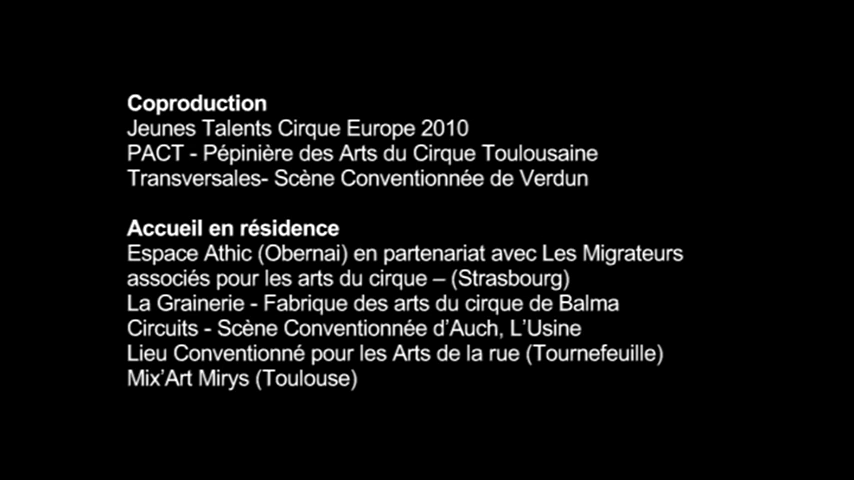 Coproduction
Jeunes Talents Cirque Europe 2010
PACT - Pépinière des Arts du Cirque Toulousaine
Transversales- Scène Conventionnée de Verdun
Accueil en résidence
Espace Athic (Obernai) en partenariat avec Les Migrateurs
associés pour les arts du cirque – (Strasbourg)
La Grainerie - Fabrique des arts du cirque de Balma
Circuits - Scène Conventionnée d’Auch, L’Usine
Lieu Conventionné pour les Arts de la rue (Tournefeuille)
Mix’Art Mirys (Toulouse)